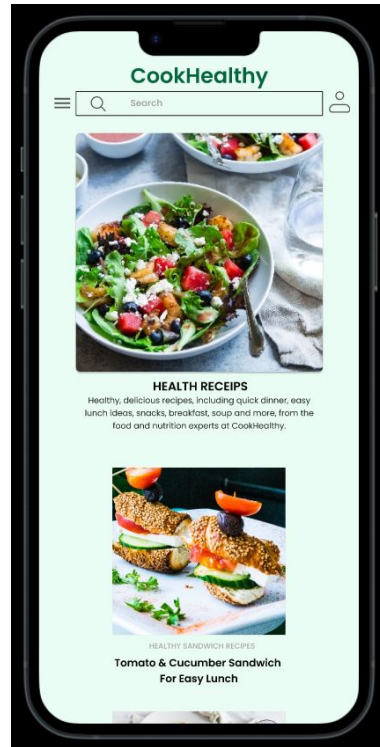 CookHealthy
Search
HEALTH RECEIPS
Healthy, delicious recipes, including quick dinner, easy
lunch ideas, snacks, breakfast, soup and more, from the
food and nutrition experts at CookHealthy.
HEALTHY SANDWICH RECIPES
Tomato & Cucumber Sandwich
For Easy Lunch